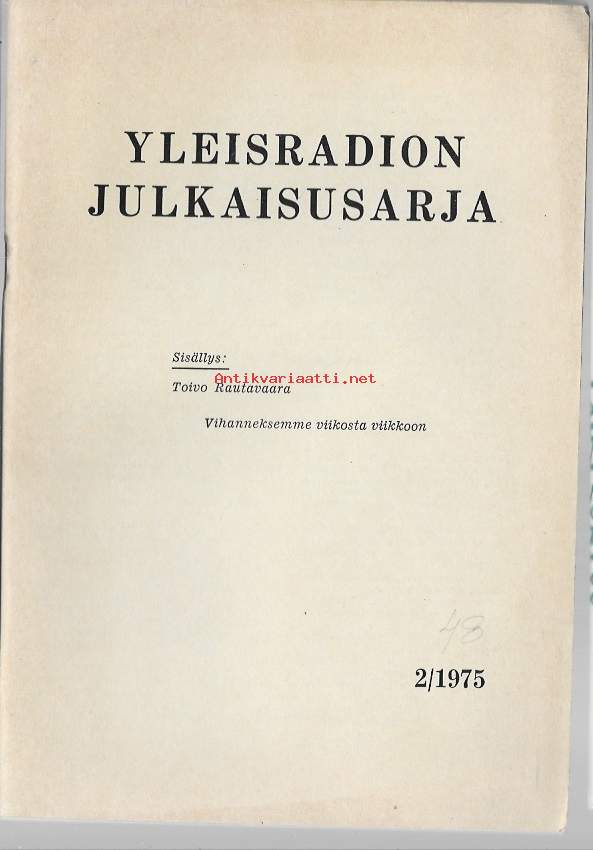 YLEISRADION
JULKAISUSARJA
Sisällys:
Antikvariaatti.net
Toivo Rautavaara
Vihanneksemme viikosta viikkoon
48
2/1975